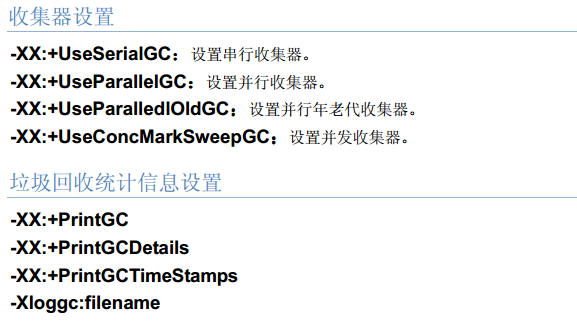 收集器设置
-XX:+UseSerialGC：设置串行收集器。
-XX:+UseParallelGC：设置并行收集器。
-XX:+UseParalledlOldGC：设置并行年老代收集器。
-XX:+UseConcMarkSweepGC：设置并发收集器。
垃圾回收统计信息设置
-XX:+PrintGC
-XX:+PrintGCDetails
-XX:+PrintGCTimeStamps
-Xloggc:filename